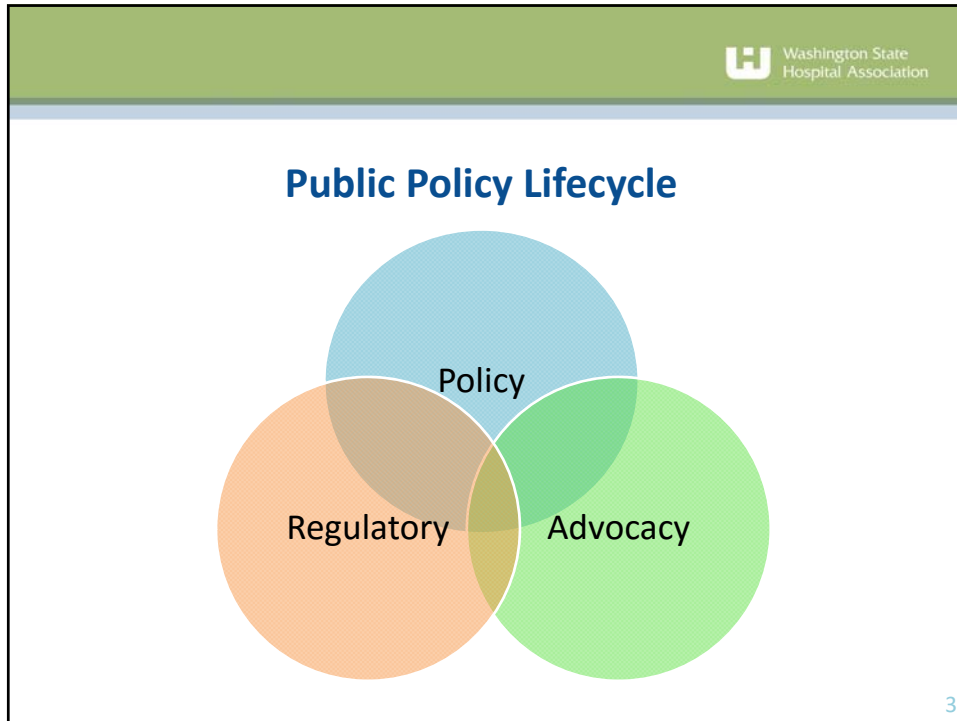 Washington State
Hospital Association
Public Policy Lifecycle
Policy
Regulatory Advocacy
3